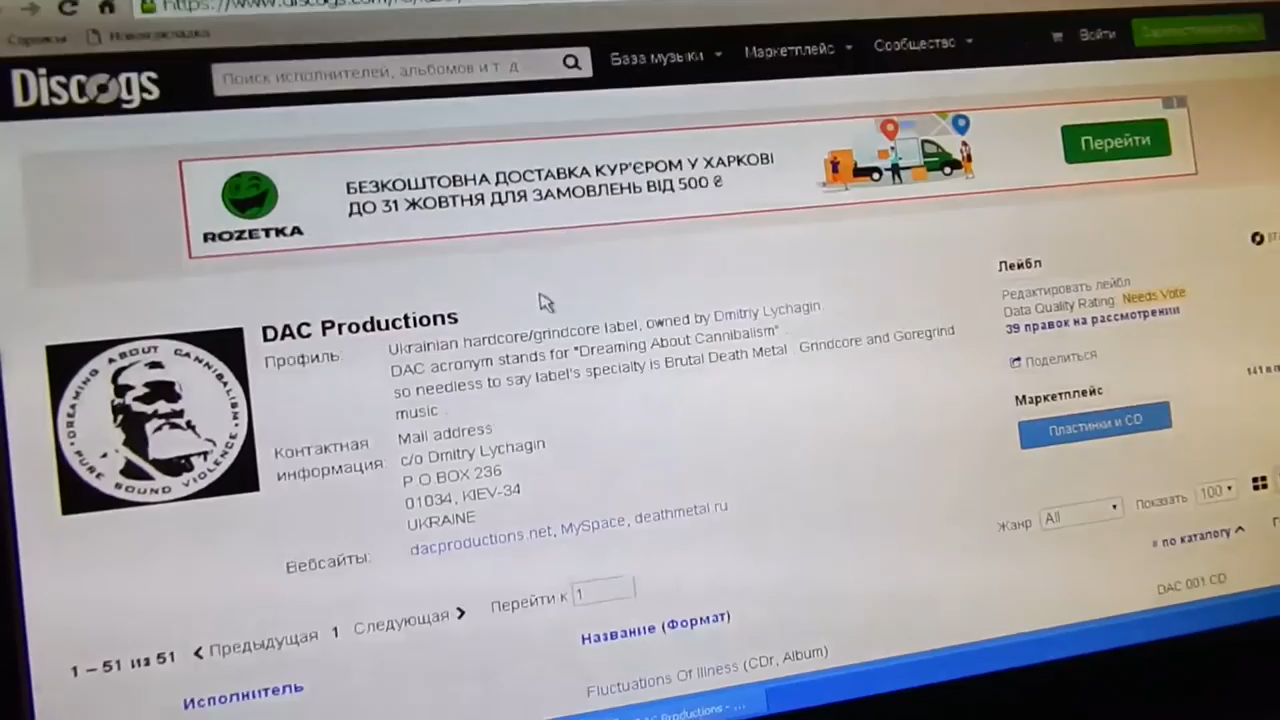 Сервисы Новая вкладка
Discogs
Поиск исполнителей, альбомов и т. д
База музыки
Маркетплейс
Сообщество
Войти
БЕЗКОШТОВНА ДОСТАВКА КУР'ЄРОМ У ХАРКОВІ
ДО 31 ЖОВТНЯ ДЛЯ ЗАМОВЛЕНЬ ВІД 500 ₴
Перейти
ROZETKA
DREAMING ABOUT CANNIBALISM
PURE SOUND VIOLENCE
DAC Productions
Профиль:
Ukrainian hardcore/grindcore label, owned by Dmitriy Lychagin.
DAC acronym stands for "Dreaming About Cannibalism" .
so needless to say label's specialty is Brutal Death Metal , Grindcore and Goregrind
music .
Контактная
информация:
Mail address
c/o Dmitry Lychagin
P.O.BOX 236
01034, KIEV-34
UKRAINE
Вебсайты:
dacproductions.net, MySpace, deathmetal.ru
Лейбл
Редактировать лейбл
Data Quality Rating: Needs Vote
39 правок на рассмотрении
Поделиться
Маркетплейс
Пластинки и CD
Жанр All
Показать 100
по каталогу
DAC 001 CD
1 – 51 из 51 Предыдущая 1 Следующая Перейти к 1
Исполнитель
Название (Формат)
Fluctuations Of Illness (CDr, Album)
DAC Productions - ...